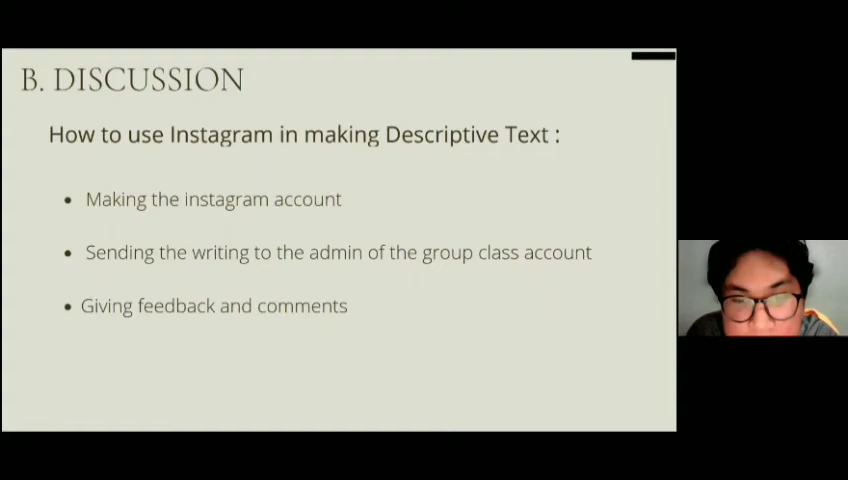 B. DISCUSSION
How to use Instagram in making Descriptive Text :
• Making the instagram account
• Sending the writing to the admin of the group class account
• Giving feedback and comments